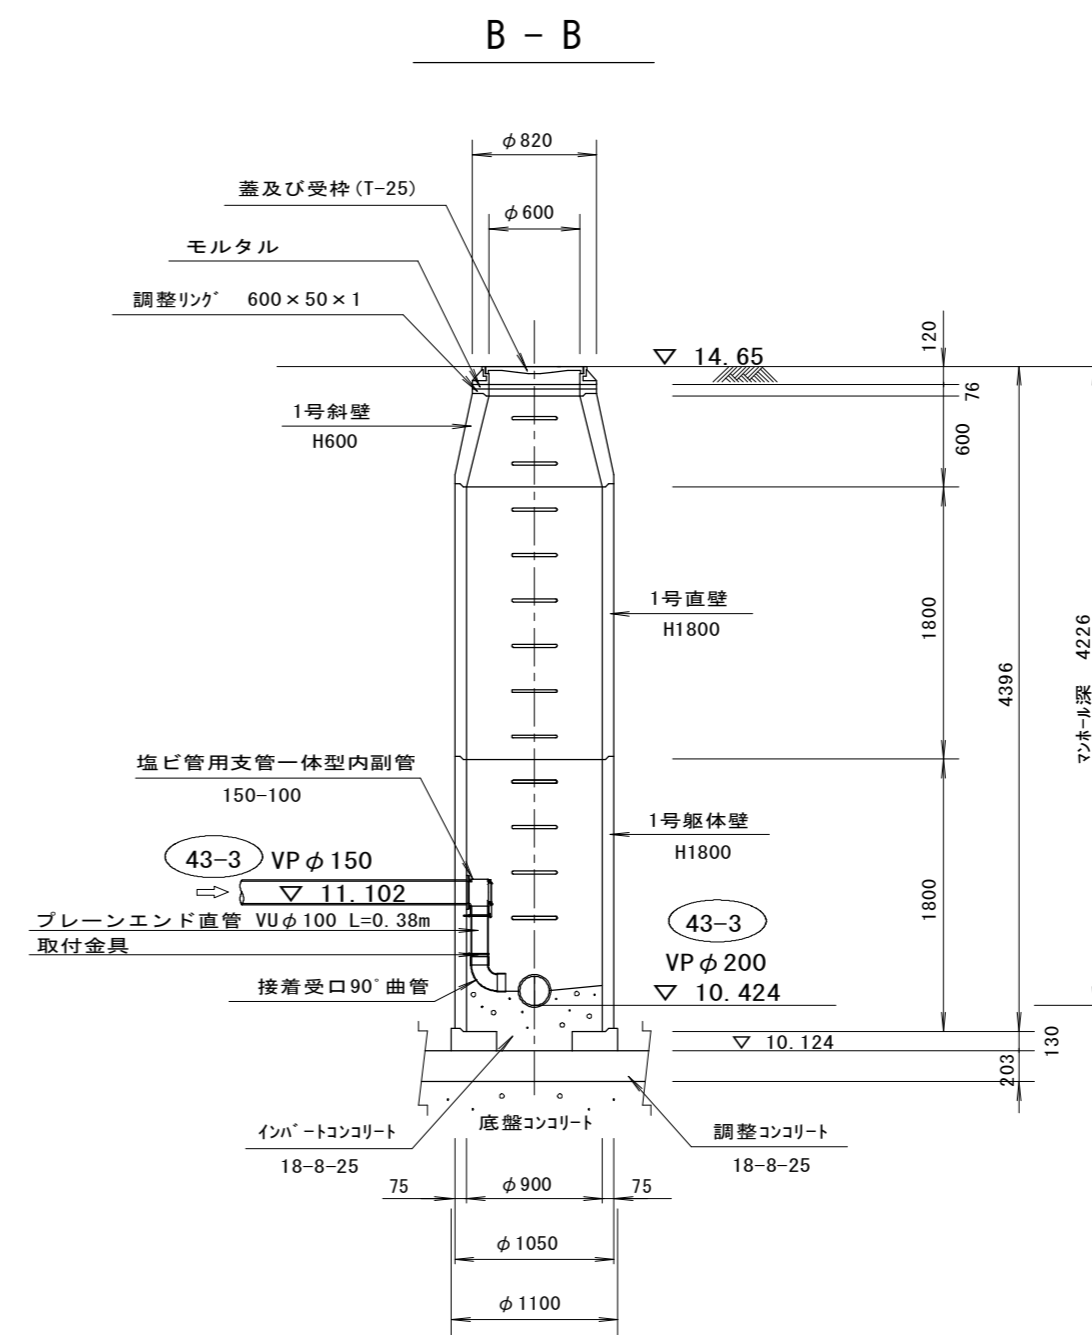 B - B
φ820
蓋及び受枠(T-25)
φ600
モルタル
調整リング 600×50×1
▽ 14.65
120
76
600
1号斜壁
H600
1号直壁
H1800
1800
4396
マンホール深 4226
塩ビ管用支管一体型内副管
150-100
1号躯体壁
H1800
43-3 VPφ150
▽ 11.102
1800
プレーンエンド直管 VUφ100 L=0.38m
取付金具
43-3
VPφ200
接着受口90°曲管
▽ 10.424
▽ 10.124
130
203
底盤コンクリート
インバートコンクリート
18-8-25
調整コンクリート
18-8-25
75
φ900
75
φ1050
φ1100